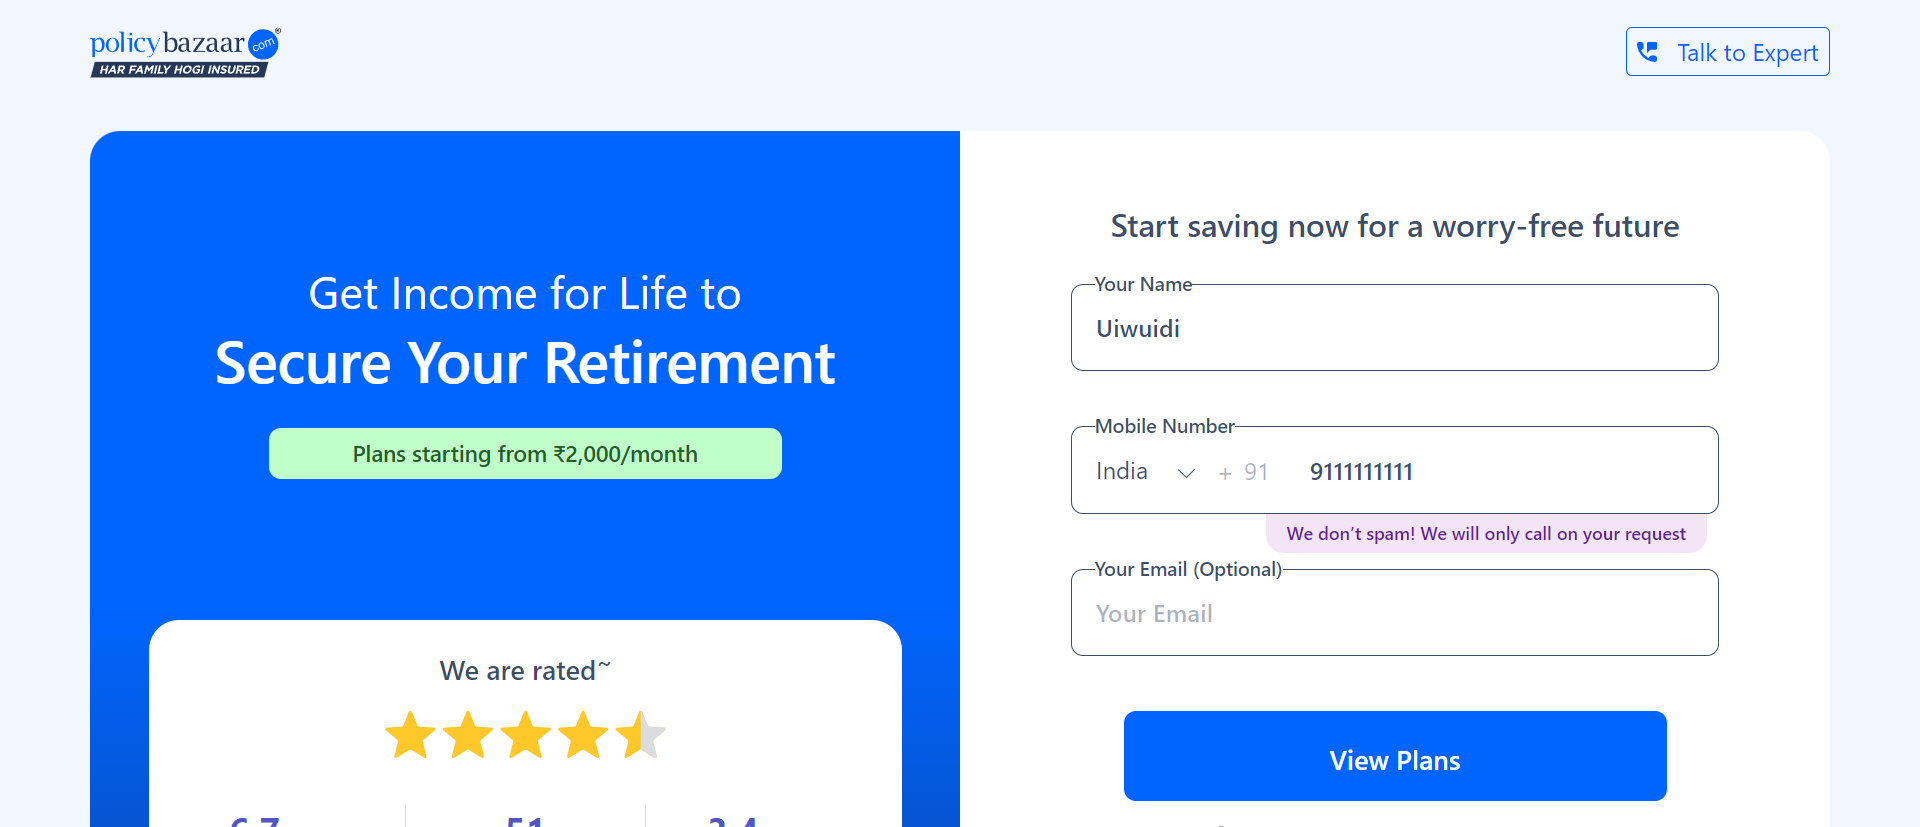 policybazaar com ®
HAR FAMILY HOGI INSURED
Talk to Expert
Get Income for Life to
Secure Your Retirement
Plans starting from ₹2,000/month
We are rated~
Start saving now for a worry-free future
Your Name
Uiwuidi
Mobile Number
India + 91 9111111111
We don’t spam! We will only call on your request
Your Email (Optional)
Your Email
View Plans